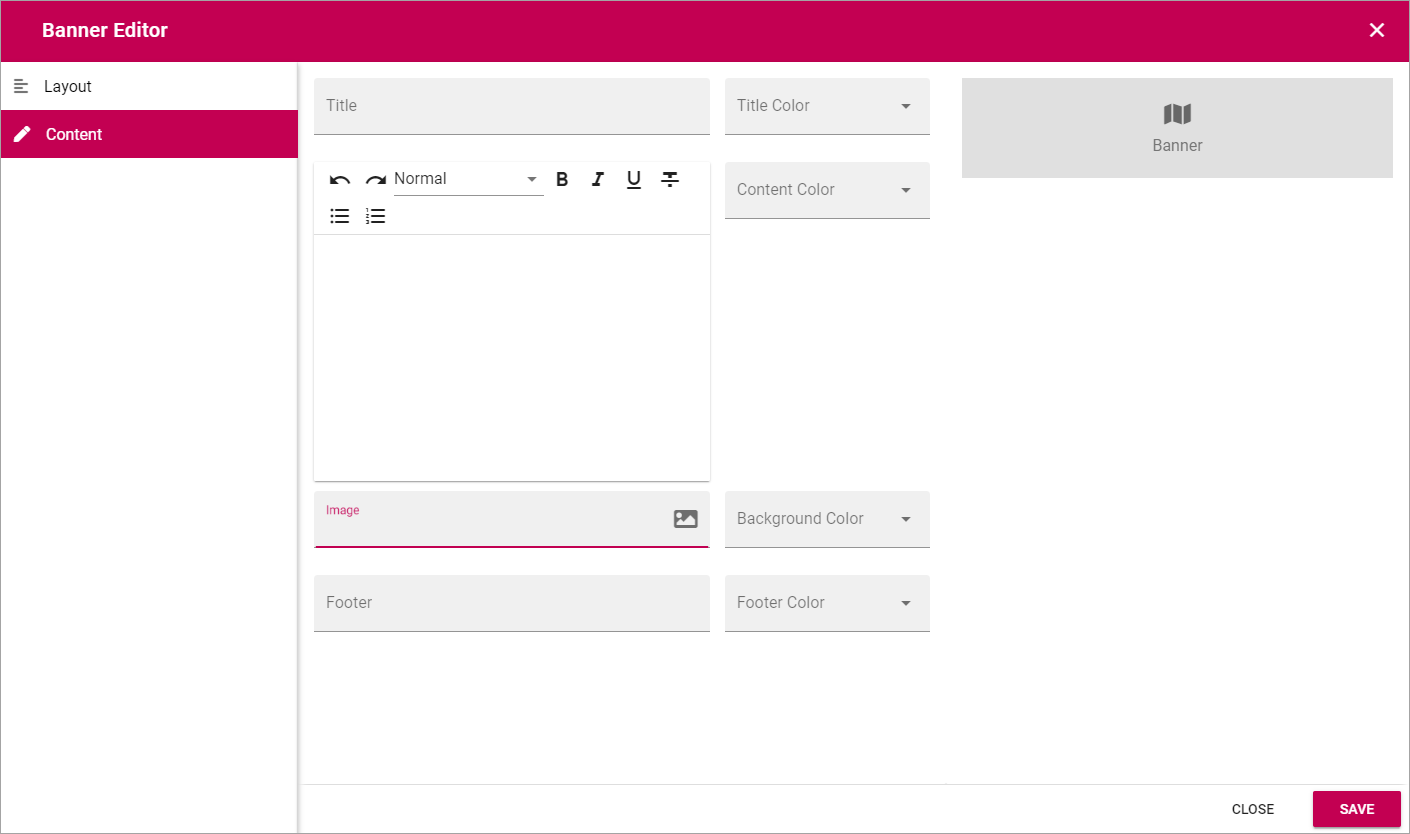 Banner Editor
Layout
Content
Title
Title Color
Banner
Normal
B I U T
Content Color
Image
Background Color
Footer
Footer Color
CLOSE
SAVE